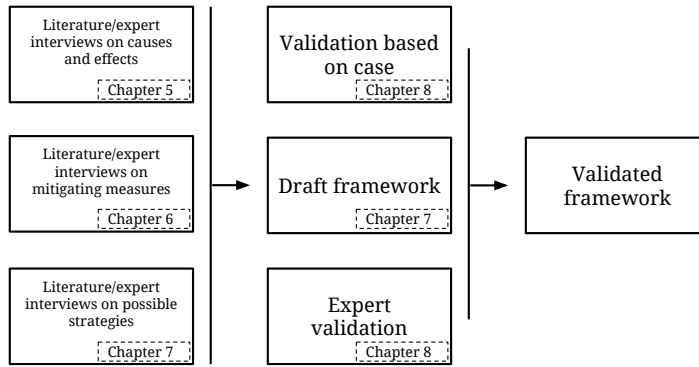 Literature/expert
interviews on causes
and effects
Chapter 5
Literature/expert
interviews on
mitigating measures
Chapter 6
Literature/expert
interviews on possible
strategies
Chapter 7
Validation based
on case
Chapter 8
Draft framework
Chapter 7
Expert
validation
Chapter 8
Validated
framework